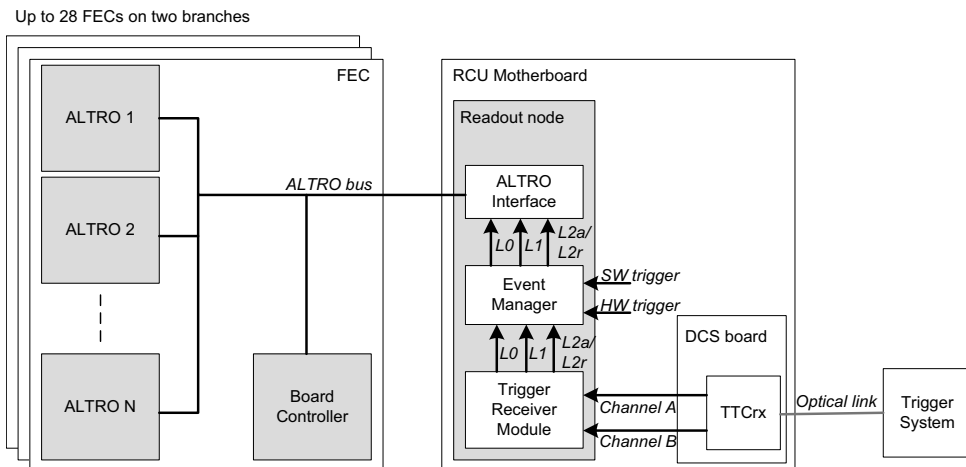 Up to 28 FECs on two branches
FEC
ALTRO 1
ALTRO 2
ALTRO N
Board
Controller
ALTRO bus
RCU Motherboard
Readout node
ALTRO
Interface
L0
L1
L2a/
L2r
Event
Manager
SW trigger
HW trigger
L0
L1
L2a/
L2r
Trigger
Receiver
Module
Channel A
Channel B
DCS board
TTCrx
Optical link
Trigger
System